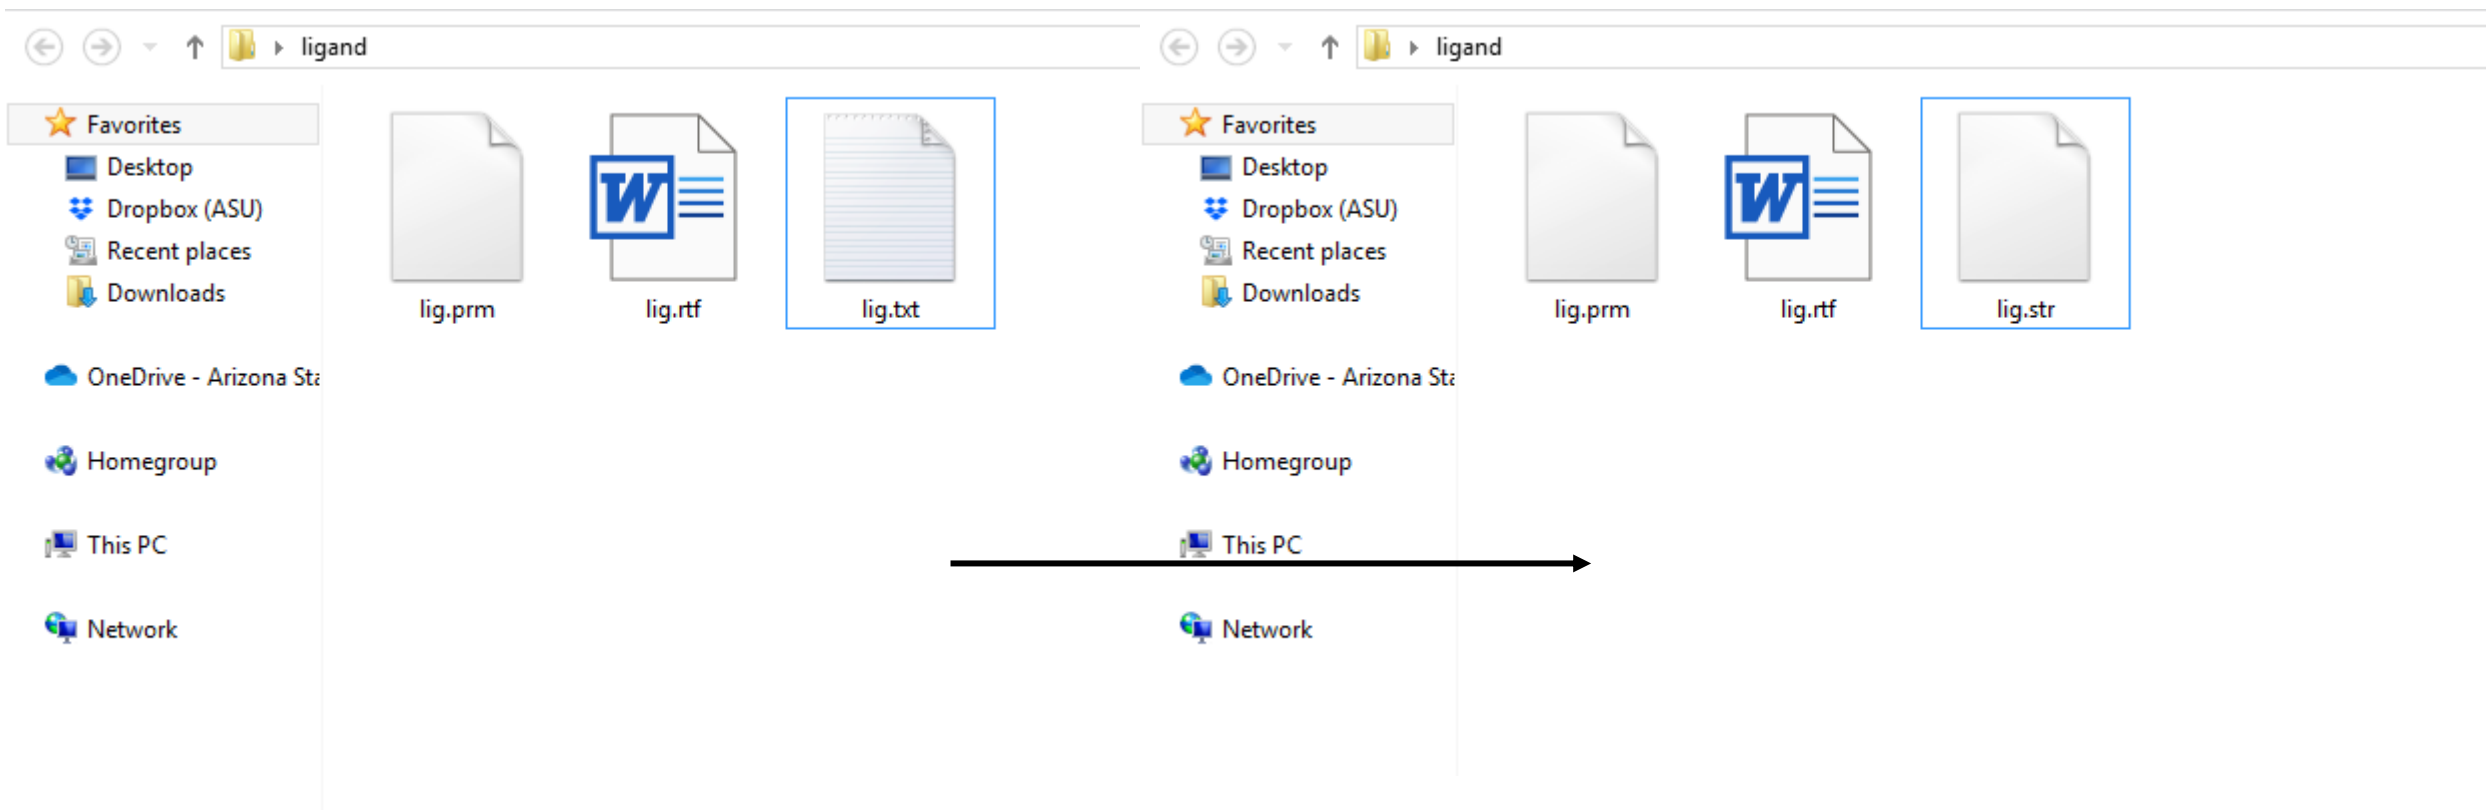 ligand
Favorites
Desktop
Dropbox (ASU)
Recent places
Downloads
OneDrive - Arizona Sta
Homegroup
This PC
Network
W
lig.prm
lig.rtf
lig.txt
ligand
Favorites
Desktop
Dropbox (ASU)
Recent places
Downloads
OneDrive - Arizona Sta
Homegroup
This PC
Network
W
lig.prm
lig.rtf
lig.str